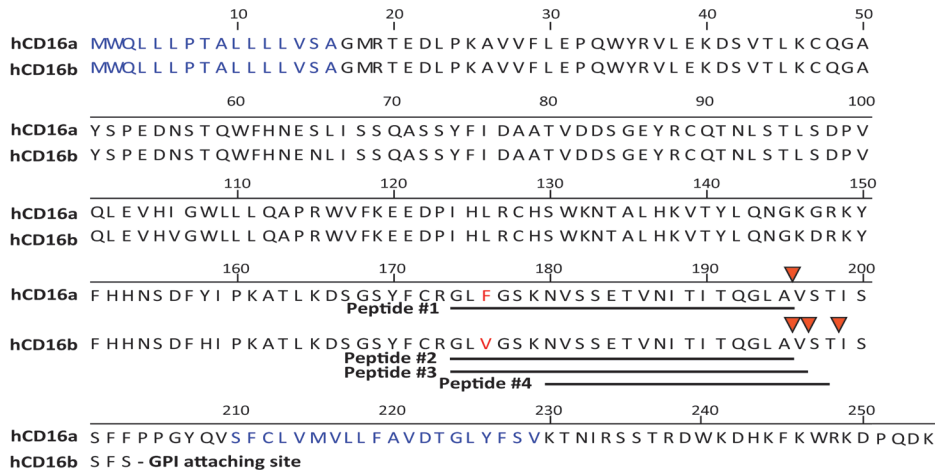 10 20 30 40 50
hCD16a MWQLLLPTALLLLVSAGMRTEDLPKAVVFLEPQWYRVLEKDSVTLKCQGA
hCD16b MWQLLLPTALLLLVSAGMRTEDLPKAVVFLEPQWYRVLEKDSVTLKCQGA
60 70 80 90 100
hCD16a YSPEDNSTQWFHNESLISSQASSYFIDAATVDDSGEYRCQTNLSTLSDPV
hCD16b YSPEDNSTQWFHNENLISSQASSYFIDAATVDDSGEYRCQTNLSTLSDPV
110 120 130 140 150
hCD16a QLEVHIGWLLLQAPRWVFKEEDPIHLRCHSWKNTALHKVTYLQNGKGRKY
hCD16b QLEVHVGWLLLQAPRWVFKEEDPIHLRCHSWKNTALHKVTYLQNGKDRKY
160 170 180 190 200
hCD16a FHHNSDFYIPKATLKDSGSYFCRGLFGSKNVSSETVNITITQGLAVSTIS
Peptide #1
hCD16b FHHNSDFHIPKATLKDSGSYFCRGLVGSKNVSSETVNITITQGLAVSTIS
Peptide #2
Peptide #3
Peptide #4
210 220 230 240 250
hCD16a SFFPPGYQVSFCLVMVLLFAVDTGLYFSVKTNIRSSTRDWKDHKFKWRKDPQDK
hCD16b SFS - GPI attaching site